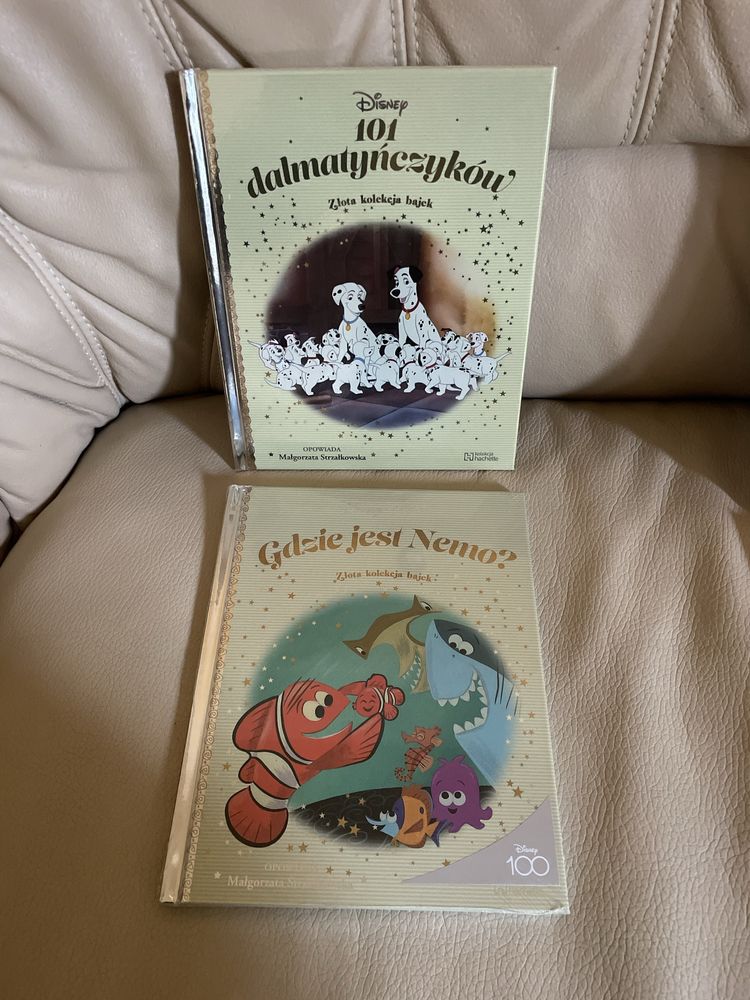 Disney
101
dalmatyńczyków
Złota kolekcja bajek
OPOWIADA
Małgorzata Strzałkowska
kolekcja
hachette
Gdzie jest Nemo?
Złota kolekcja bajek
Małgorzata
Disney
100